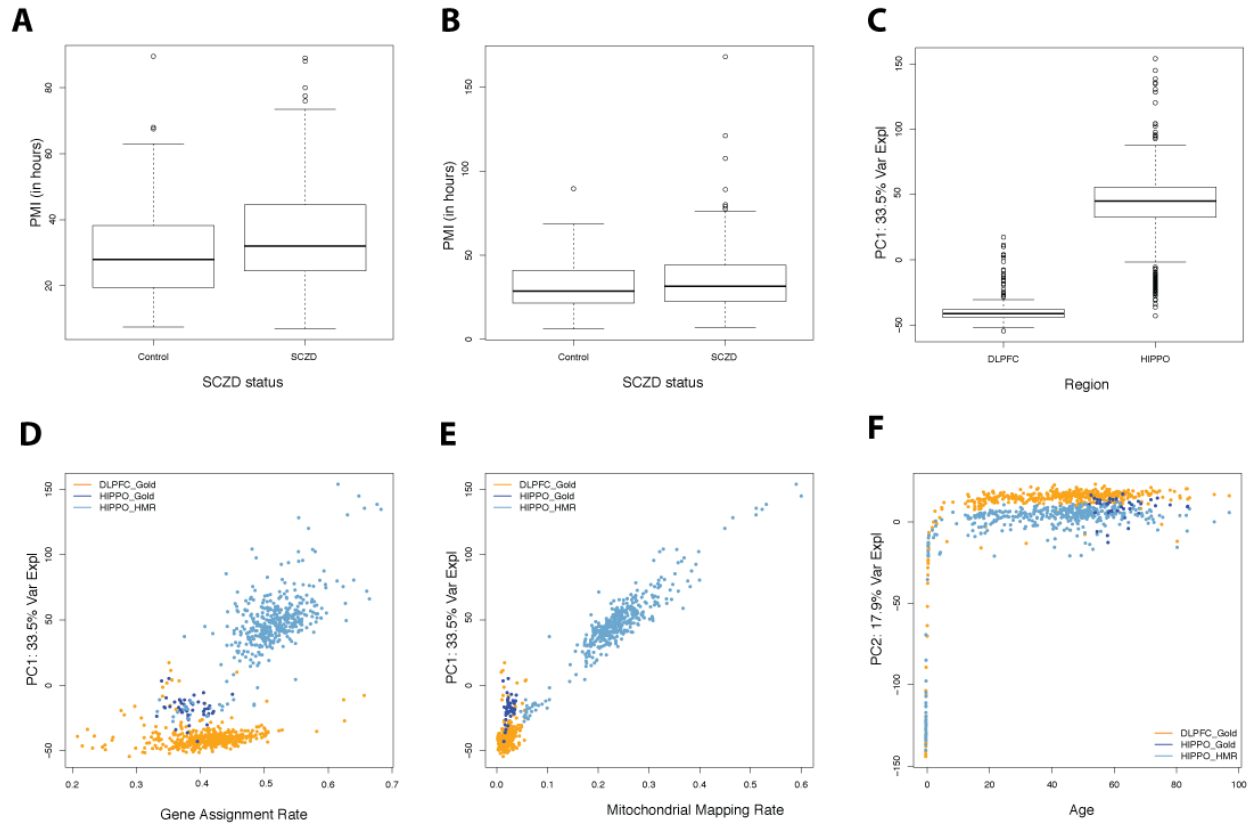 A
PMI (in hours)
80
60
40
20
Control
SCZD
SCZD status
B
PMI (in hours)
150
100
50
0
Control
SCZD
SCZD status
C
PC1: 33.5% Var Expl
150
100
50
0
−50
DLPFC
HIPPO
Region
D
PC1: 33.5% Var Expl
150
100
50
0
−50
DLPFC_Gold
HIPPO_Gold
HIPPO_HMR
0.2
0.3
0.4
0.5
0.6
0.7
Gene Assignment Rate
E
PC1: 33.5% Var Expl
150
100
50
0
−50
DLPFC_Gold
HIPPO_Gold
HIPPO_HMR
0.0
0.1
0.2
0.3
0.4
0.5
0.6
Mitochondrial Mapping Rate
F
PC2: 17.9% Var Expl
0
−50
−100
−150
DLPFC_Gold
HIPPO_Gold
HIPPO_HMR
0
20
40
60
80
100
Age